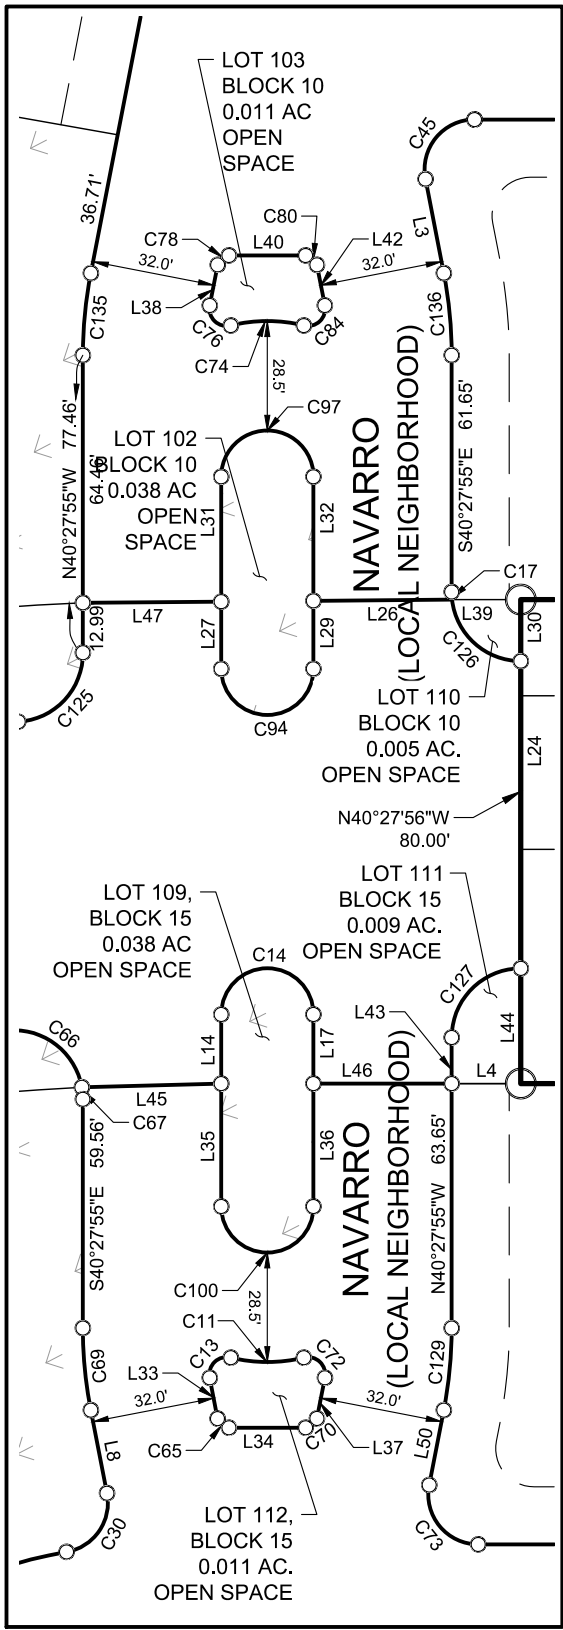 LOT 103
BLOCK 10
0.011 AC
OPEN
SPACE
C45
36.71'
C80
C78
L40
L42
L3
32.0'
32.0'
L38
C135
C76
C84
C136
C74
28.5'
C97
NAVARRO
(LOCAL NEIGHBORHOOD)
LOT 102
BLOCK 10
0.038 AC
OPEN
SPACE
N40°27'55"W 77.46'
64.46'
L31
L32
S40°27'55"E 61.65'
C17
L47
L26
L39
L30
12.99'
L27
L29
C126
C125
C94
LOT 110
BLOCK 10
0.005 AC.
OPEN SPACE
L24
N40°27'56"W
80.00'
LOT 111
BLOCK 15
0.009 AC.
OPEN SPACE
LOT 109,
BLOCK 15
0.038 AC
OPEN SPACE
C14
C127
L43
L44
C66
L14
L17
L45
L46
L4
C67
NAVARRO
(LOCAL NEIGHBORHOOD)
S40°27'55"E 59.56'
L35
L36
N40°27'55"W 63.65'
C100
28.5'
C11
C13
C72
C69
C129
L33
32.0'
32.0'
C65
L34
C70
L37
L8
L50
C30
C73
LOT 112,
BLOCK 15
0.011 AC.
OPEN SPACE